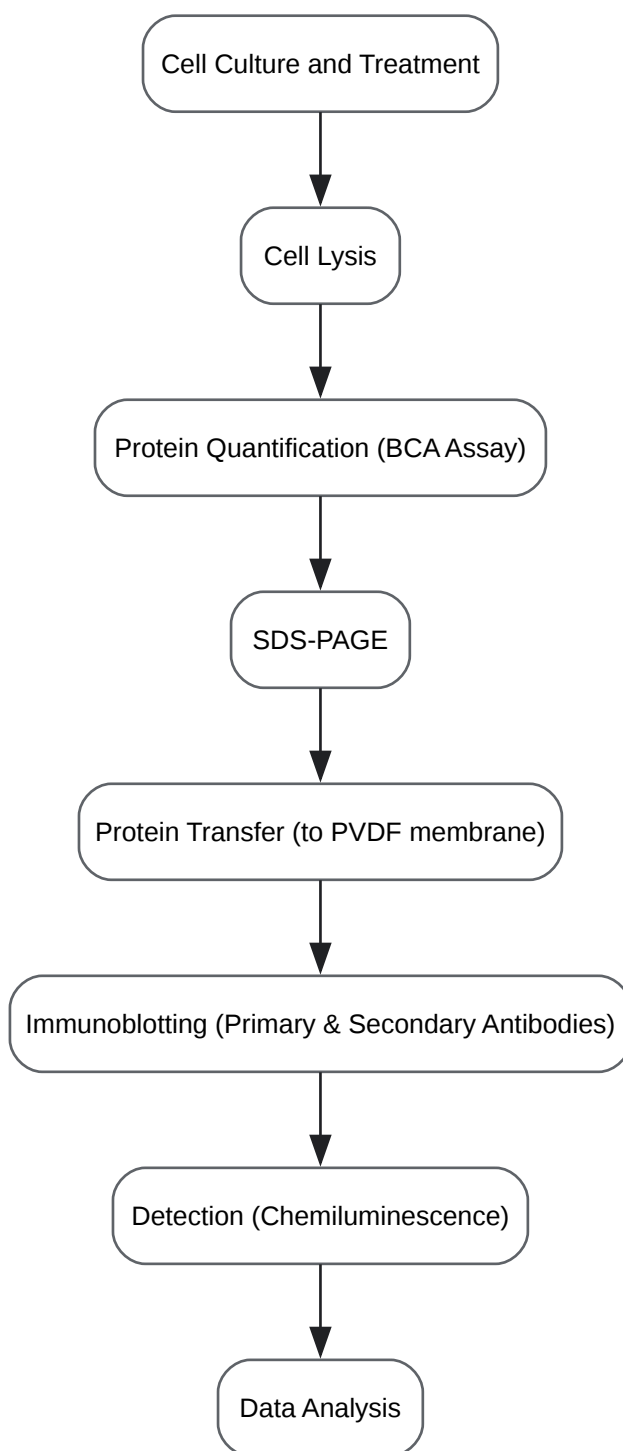 Cell Culture and Treatment
Cell Lysis
Protein Quantification (BCA Assay)
SDS-PAGE
Protein Transfer (to PVDF membrane)
Immunoblotting (Primary & Secondary Antibodies)
Detection (Chemiluminescence)
Data Analysis